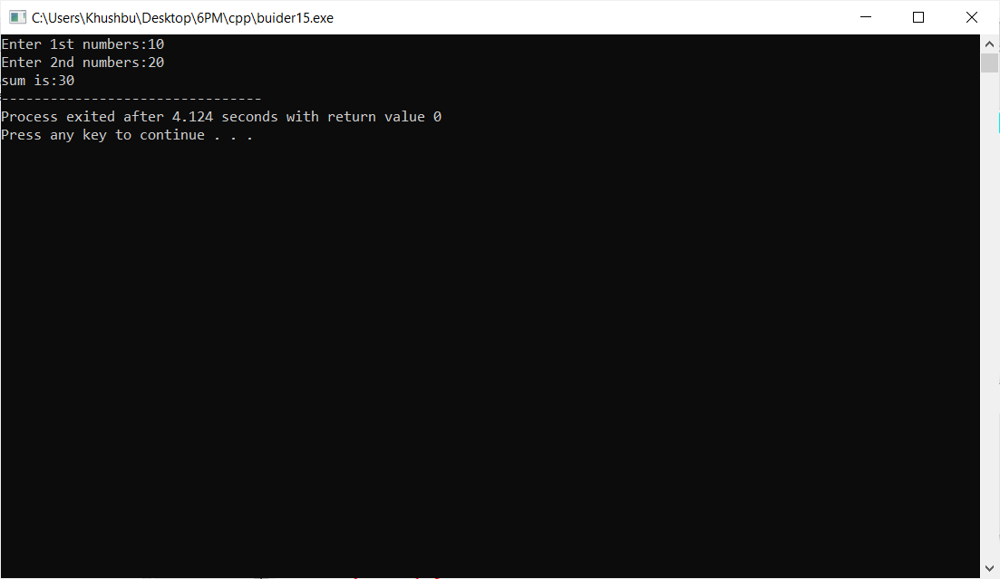 C:\Users\Khushbu\Desktop\6PM\cpp\buider15.exe
Enter 1st numbers:10
Enter 2nd numbers:20
sum is:30
--------------------------------
Process exited after 4.124 seconds with return value 0
Press any key to continue . . .